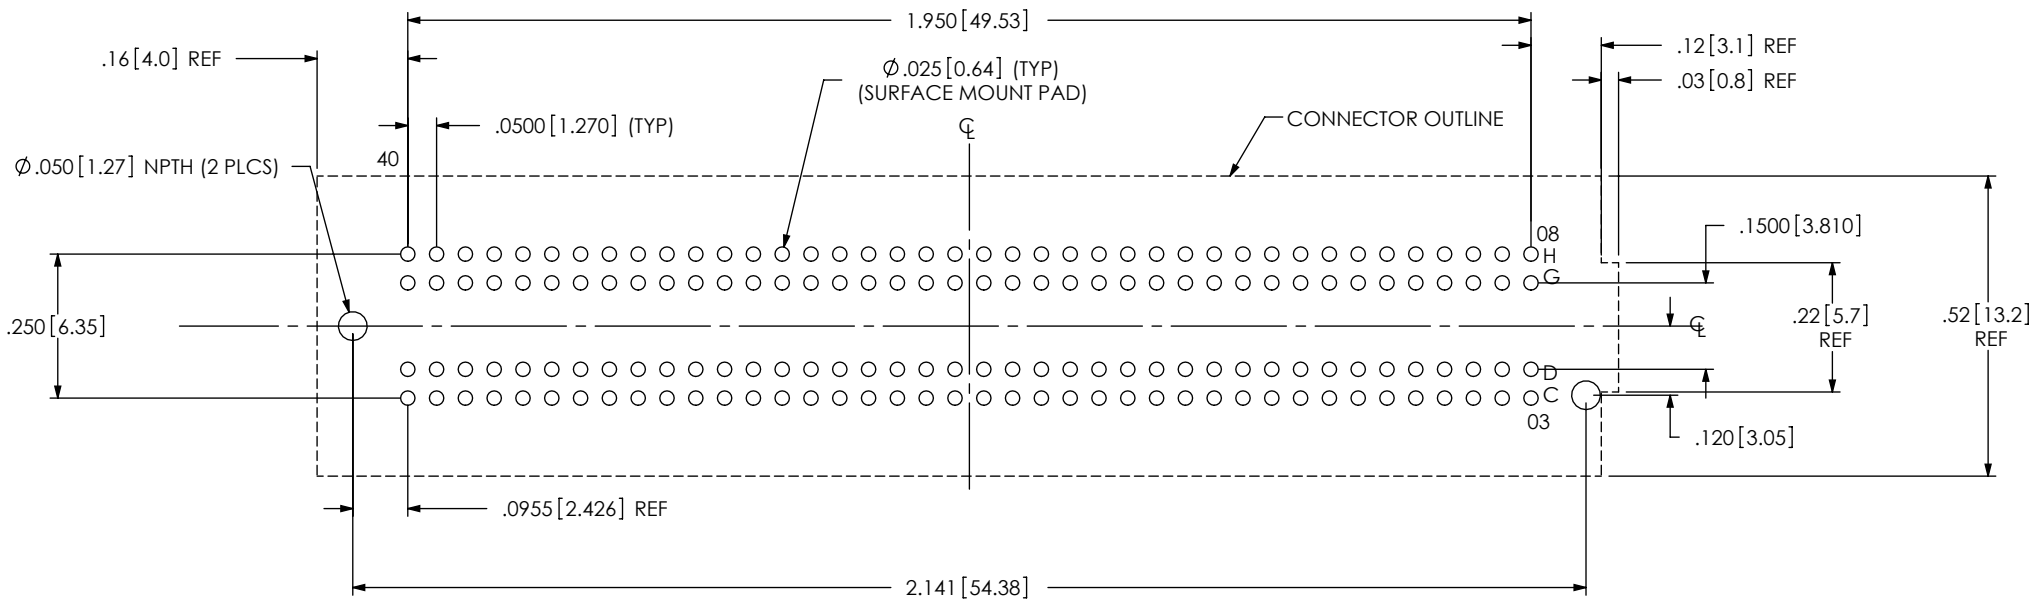 1.950[49.53]
.16[4.0] REF
.12[3.1] REF
∅.025[0.64] (TYP)
(SURFACE MOUNT PAD)
.03[0.8] REF
.0500[1.270] (TYP)
℄
CONNECTOR OUTLINE
40
∅.050[1.27] NPTH (2 PLCS)
08
H
.1500[3.810]
G
.250[6.35]
℄
.22[5.7]
REF
.52[13.2]
REF
D
C
03
.120[3.05]
.0955[2.426] REF
2.141[54.38]